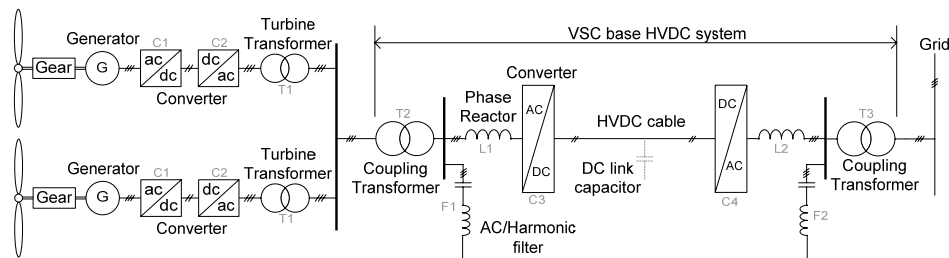 Generator
C1
C2
Turbine
Transformer
Gear
G
ac
dc
dc
ac
T1
Converter
Generator
C1
C2
Turbine
Transformer
Gear
G
ac
dc
dc
ac
T1
Converter
VSC base HVDC system
Grid
T2
Coupling
Transformer
Phase
Reactor
L1
Converter
AC
DC
C3
F1
AC/Harmonic
filter
HVDC cable
DC link
capacitor
DC
AC
C4
L2
T3
Coupling
Transformer
F2